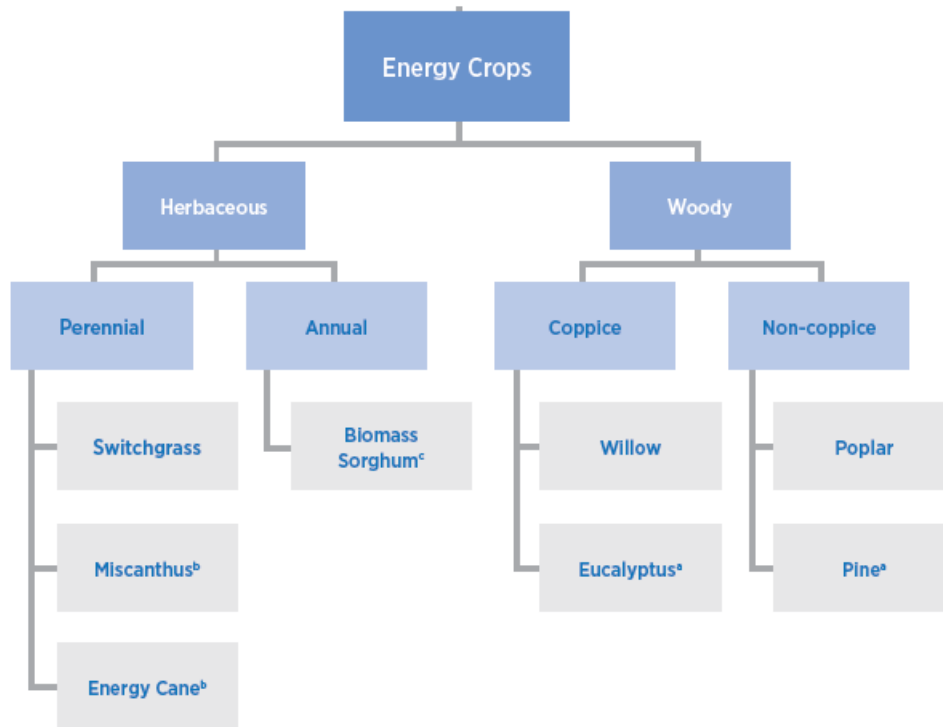 Energy Crops
Herbaceous
Woody
Perennial
Annual
Coppice
Non-coppice
Switchgrass
Biomass
Sorghumᶜ
Willow
Poplar
Miscanthusᵇ
Eucalyptusᵃ
Pineᵃ
Energy Caneᵇ